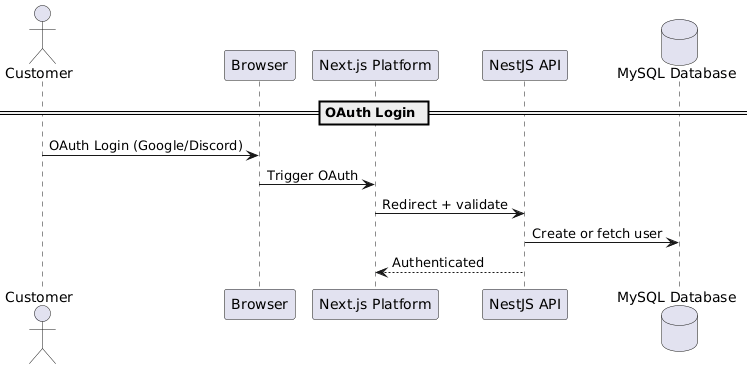 Customer
Browser
Next.js Platform
NestJS API
MySQL Database
OAuth Login
OAuth Login (Google/Discord)
Trigger OAuth
Redirect + validate
Create or fetch user
Authenticated
Customer
Browser
Next.js Platform
NestJS API
MySQL Database